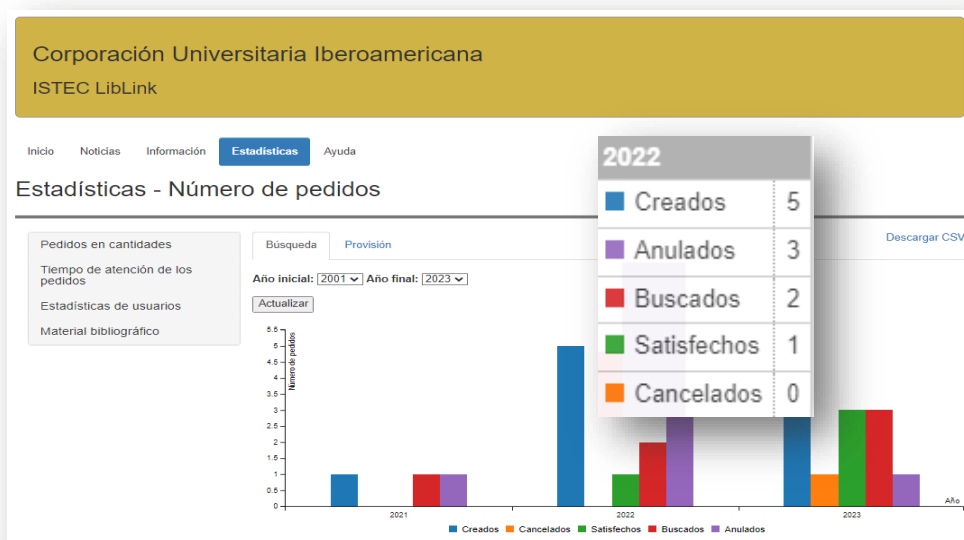 Corporación Universitaria Iberoamericana
ISTEC LibLink
Inicio Noticias Información Estadísticas Ayuda
Estadísticas - Número de pedidos
Pedidos en cantidades
Tiempo de atención de los
pedidos
Estadísticas de usuarios
Material bibliográfico
Búsqueda Provisión
Descargar CSV
Año inicial: 2001 Año final: 2023
Actualizar
Número de pedidos
5.5
5
4.5
4
3.5
3
2.5
2
1.5
1
0.5
0
2021 2022 2023
Año
Creados Cancelados Satisfechos Buscados Anulados
2022
Creados 5
Anulados 3
Buscados 2
Satisfechos 1
Cancelados 0